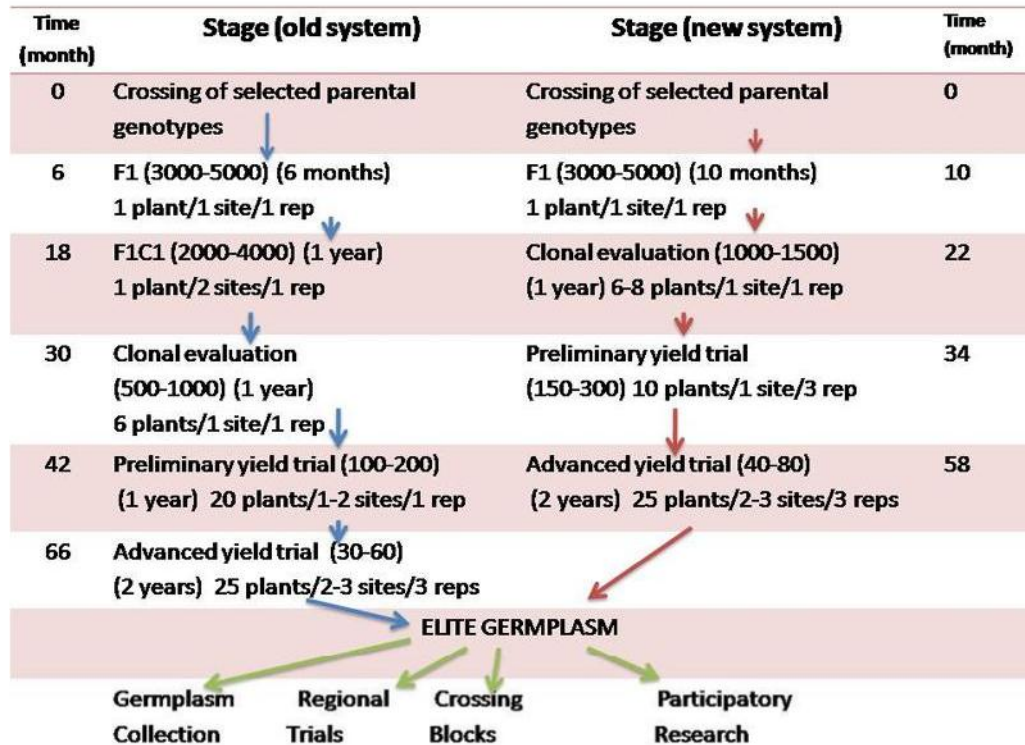 Time Stage (old system) Stage (new system) Time
(month) (month)
0 Crossing of selected parental Crossing of selected parental 0
genotypes genotypes
6 F1 (3000-5000) (6 months) F1 (3000-5000) (10 months) 10
1 plant/1 site/1 rep 1 plant/1 site/1 rep
18 F1C1 (2000-4000) (1 year) Clonal evaluation (1000-1500) 22
1 plant/2 sites/1 rep (1 year) 6-8 plants/1 site/1 rep
30 Clonal evaluation Preliminary yield trial 34
(500-1000) (1 year) (150-300) 10 plants/1 site/3 rep
6 plants/1 site/1 rep
42 Preliminary yield trial (100-200) Advanced yield trial (40-80) 58
(1 year) 20 plants/1-2 sites/1 rep (2 years) 25 plants/2-3 sites/3 reps
66 Advanced yield trial (30-60)
(2 years) 25 plants/2-3 sites/3 reps
ELITE GERMPLASM
Germplasm Regional Crossing Participatory
Collection Trials Blocks Research